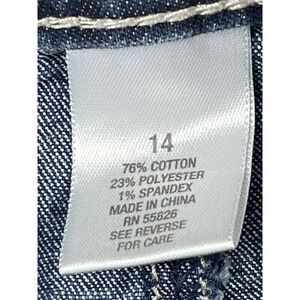 14
76% COTTON
23% POLYESTER
1% SPANDEX
MADE IN CHINA
RN 55826
SEE REVERSE
FOR CARE